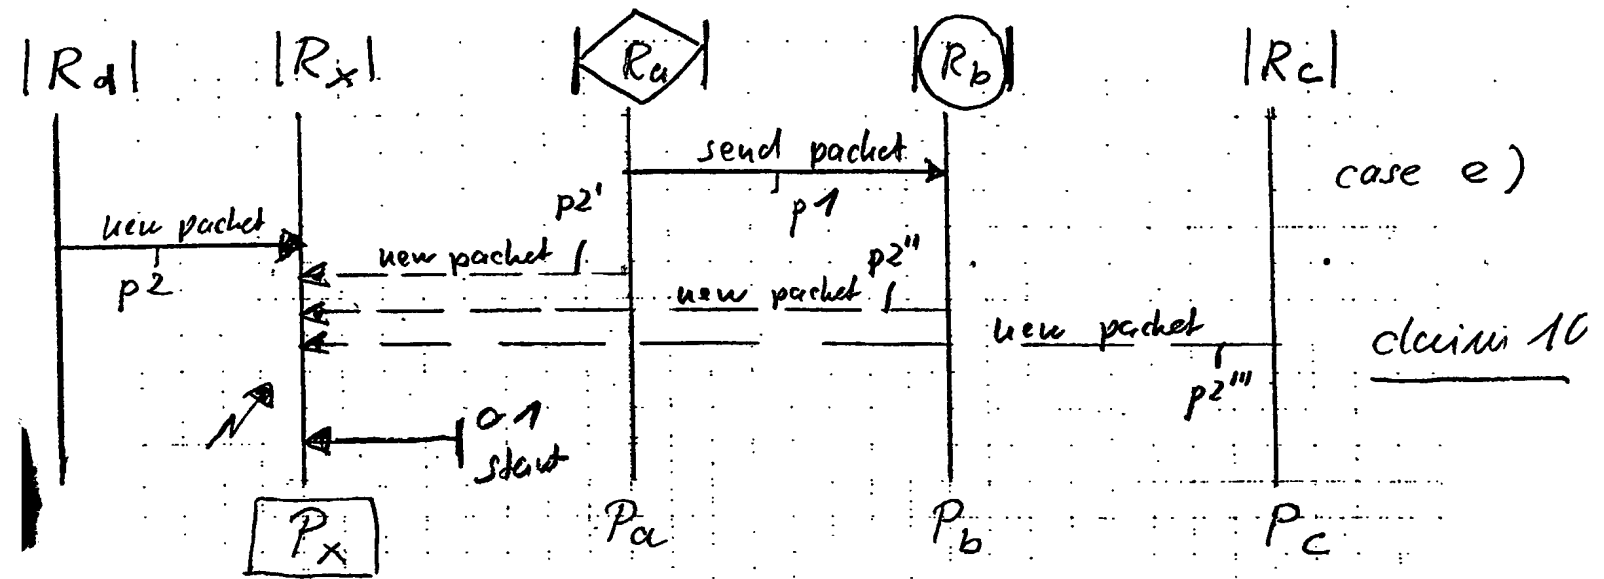 |Rd| |Rx| |Ra| |Rb| |Rc|
send packet
case e)
p2' p1
new packet
new packet p2''
p2
new packet
new packet
claim 10
p2'''
01
start
Px Pa Pb Pc